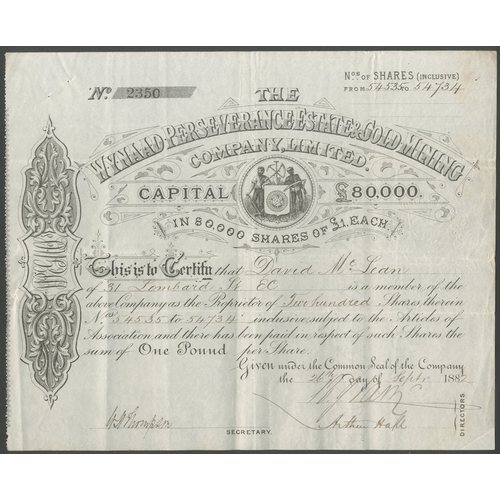 No. 2350
Nos. OF SHARES (INCLUSIVE)
FROM 54535 TO 54734
THE
WYNAAD PERSEVERANCE ESTATE & GOLD MINING
COMPANY, LIMITED.
CAPITAL £80,000.
IN 80,000 SHARES OF £1, EACH.
This is to Certify that David McLean
of 31 Lombard St EC is a member of the
above Company as the Proprietor of Two hundred Shares therein
Nos. 54535 to 54734 inclusive subject to the Articles of
Association and there has been paid in respect of such Shares the
sum of One Pound per Share.
Given under the Common Seal of the Company
the 26th day of Septr 1882
W Thompson
SECRETARY.
Arthur Hall
DIRECTORS.